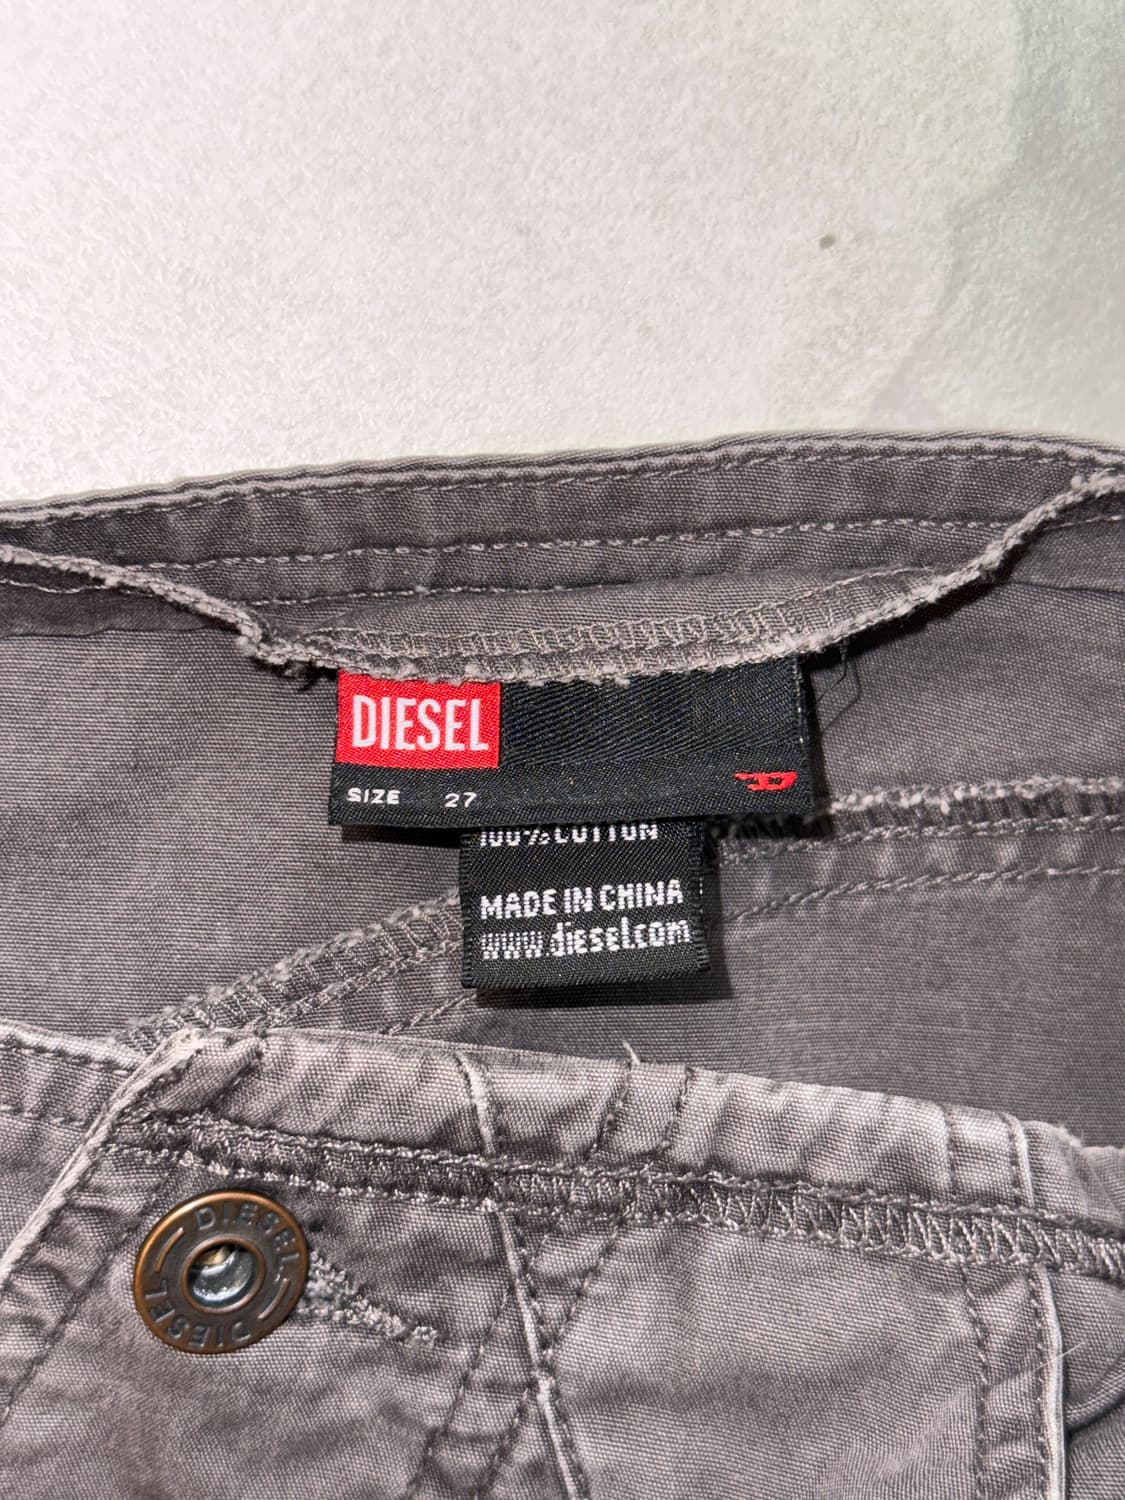 DIESEL
SIZE 27
100% COTTON
MADE IN CHINA
www.diesel.com
DIESEL
DIESEL